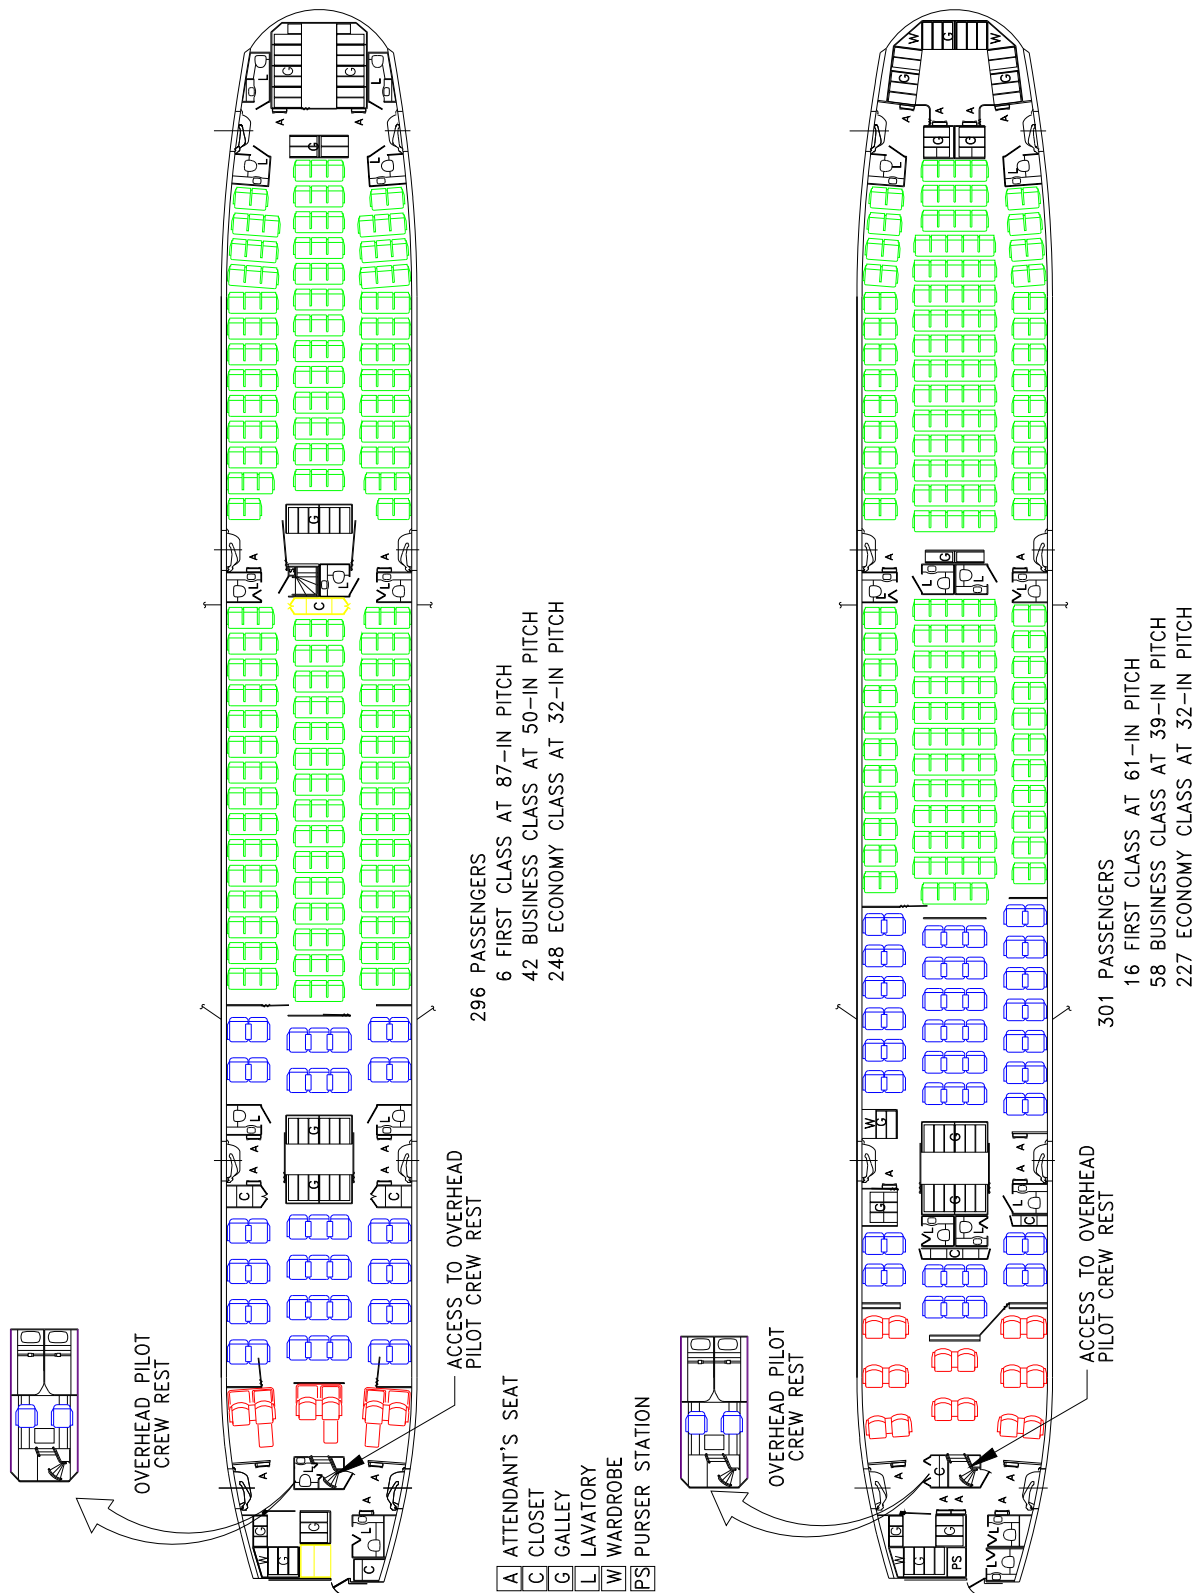 296 PASSENGERS
6 FIRST CLASS AT 87-IN PITCH
42 BUSINESS CLASS AT 50-IN PITCH
248 ECONOMY CLASS AT 32-IN PITCH
OVERHEAD PILOT
CREW REST
ACCESS TO OVERHEAD
PILOT CREW REST
A ATTENDANT'S SEAT
C CLOSET
G GALLEY
L LAVATORY
W WARDROBE
PS PURSER STATION
301 PASSENGERS
16 FIRST CLASS AT 61-IN PITCH
58 BUSINESS CLASS AT 39-IN PITCH
227 ECONOMY CLASS AT 32-IN PITCH
OVERHEAD PILOT
CREW REST
ACCESS TO OVERHEAD
PILOT CREW REST